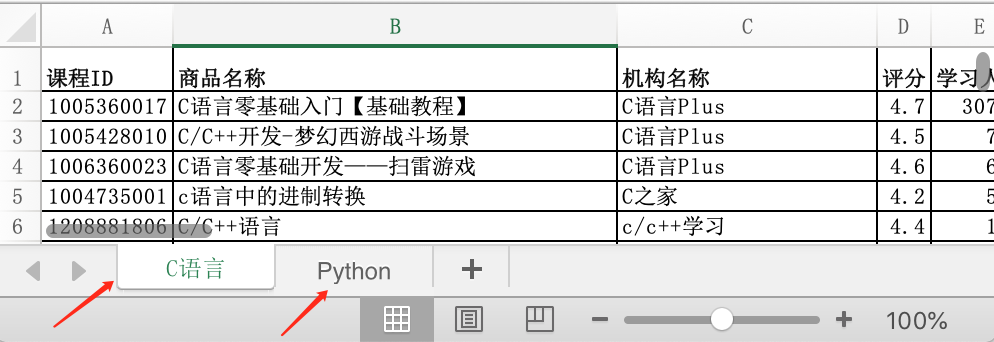 A B C D E
1 课程ID 商品名称 机构名称 评分 学习
2 1005360017 C语言零基础入门【基础教程】 C语言Plus 4.7 307
3 1005428010 C/C++开发-梦幻西游战斗场景 C语言Plus 4.5 7
4 1006360023 C语言零基础开发——扫雷游戏 C语言Plus 4.6 6
5 1004735001 c语言中的进制转换 C之家 4.2 5
6 1208881806 C/C++语言 c/c++学习 4.4 1
C语言 Python +
100%